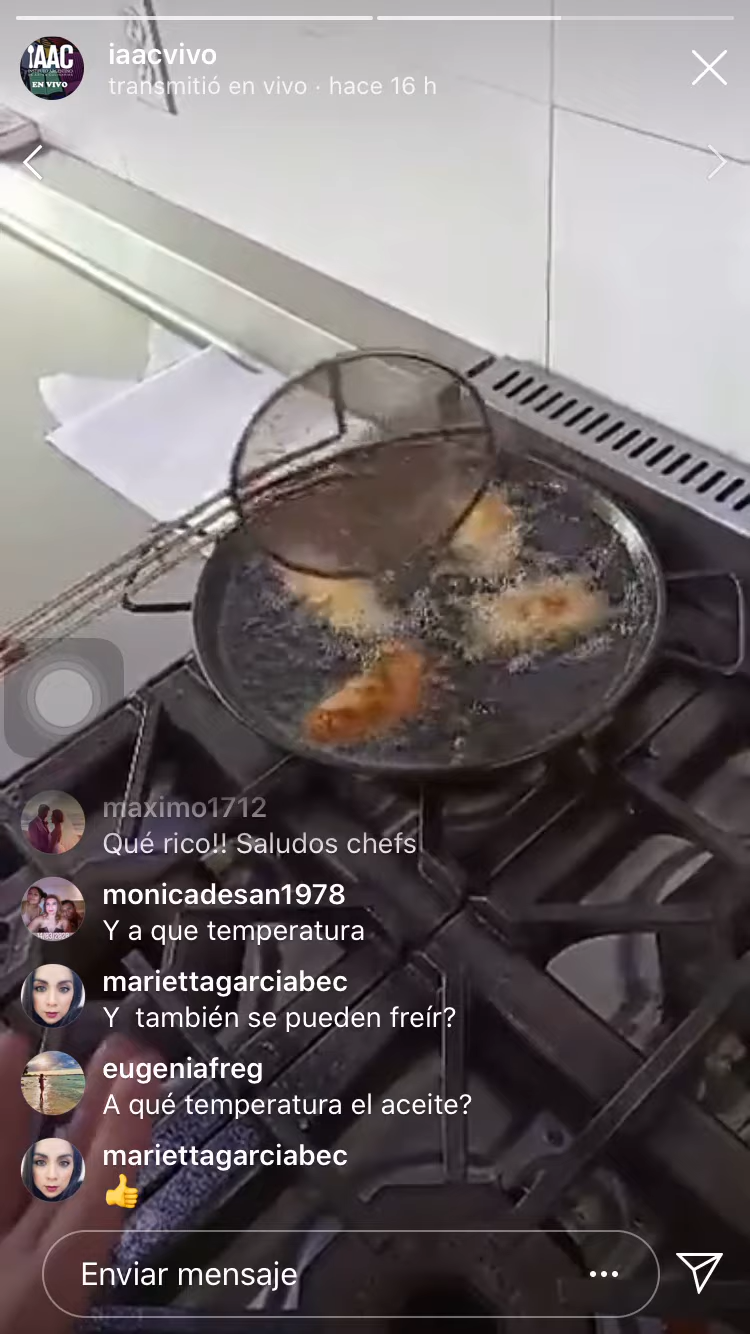 iAAC
EN VIVO
iaacvivo
transmitió en vivo · hace 16 h
maximo1712
Qué rico!! Saludos chefs
monicadesan1978
Y a que temperatura
mariettagarciabec
Y  también se pueden freír?
eugeniafreg
A qué temperatura el aceite?
mariettagarciabec
👍
Enviar mensaje